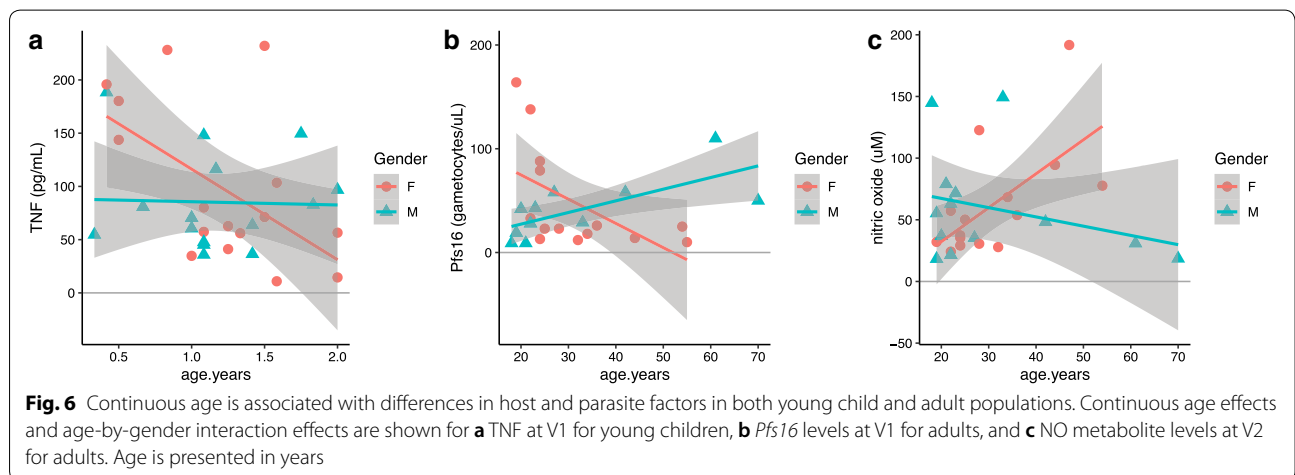 a
TNF (pg/mL)
200
150
100
50
0
0.5 1.0 1.5 2.0
age.years
Gender
F
M
b
Pfs16 (gametocytes/uL)
200
100
0
20 30 40 50 60 70
age.years
Gender
F
M
c
nitric oxide (uM)
200
150
100
50
0
−50
20 30 40 50 60 70
age.years
Gender
F
M
Fig. 6 Continuous age is associated with differences in host and parasite factors in both young child and adult populations. Continuous age effects
and age-by-gender interaction effects are shown for a TNF at V1 for young children, b Pfs16 levels at V1 for adults, and c NO metabolite levels at V2
for adults. Age is presented in years